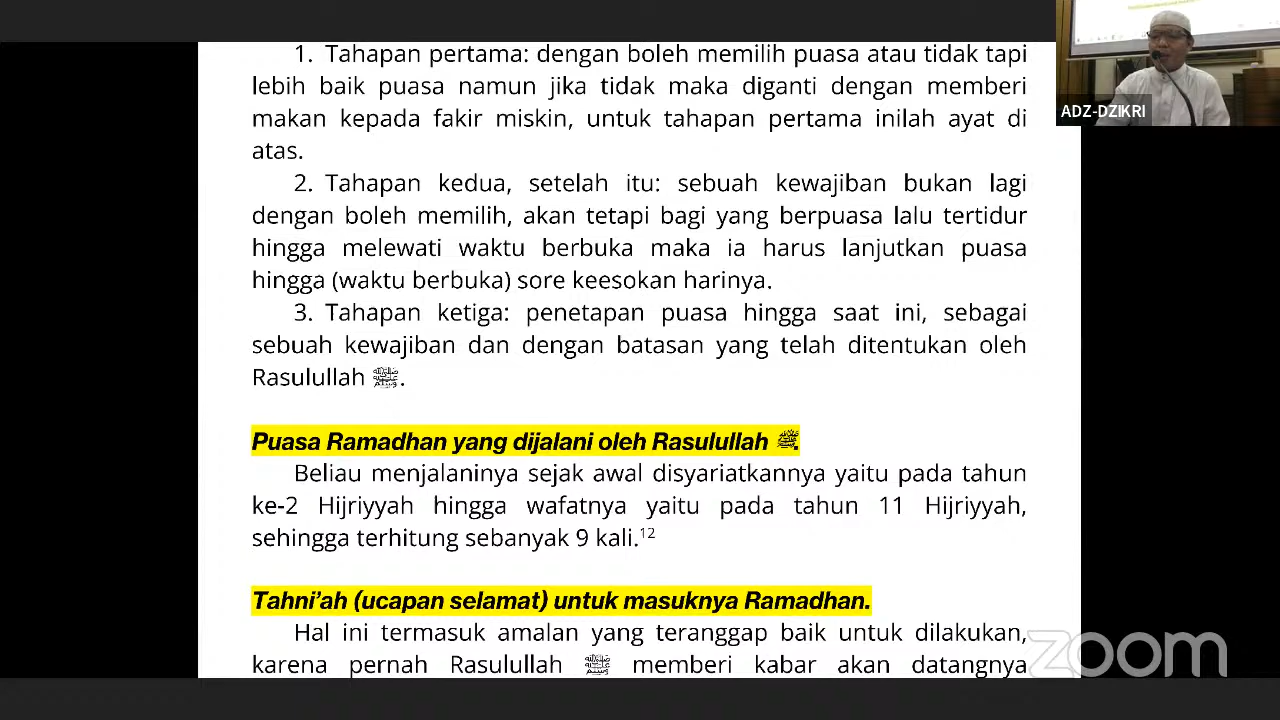 1. Tahapan pertama: dengan boleh memilih puasa atau tidak tapi
lebih baik puasa namun jika tidak maka diganti dengan memberi
makan kepada fakir miskin, untuk tahapan pertama inilah ayat di
atas.
2. Tahapan kedua, setelah itu: sebuah kewajiban bukan lagi
dengan boleh memilih, akan tetapi bagi yang berpuasa lalu tertidur
hingga melewati waktu berbuka maka ia harus lanjutkan puasa
hingga (waktu berbuka) sore keesokan harinya.
3. Tahapan ketiga: penetapan puasa hingga saat ini, sebagai
sebuah kewajiban dan dengan batasan yang telah ditentukan oleh
Rasulullah ﷺ.
Puasa Ramadhan yang dijalani oleh Rasulullah ﷺ.
Beliau menjalaninya sejak awal disyariatkannya yaitu pada tahun
ke-2 Hijriyyah hingga wafatnya yaitu pada tahun 11 Hijriyyah,
sehingga terhitung sebanyak 9 kali.¹²
Tahni’ah (ucapan selamat) untuk masuknya Ramadhan.
Hal ini termasuk amalan yang teranggap baik untuk dilakukan,
karena pernah Rasulullah ﷺ memberi kabar akan datangnya
ADZ-DZIKRI
zoom